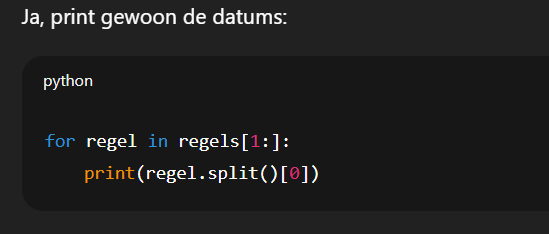 Ja, print gewoon de datums:
python
for regel in regels[1:]:
    print(regel.split()[0])